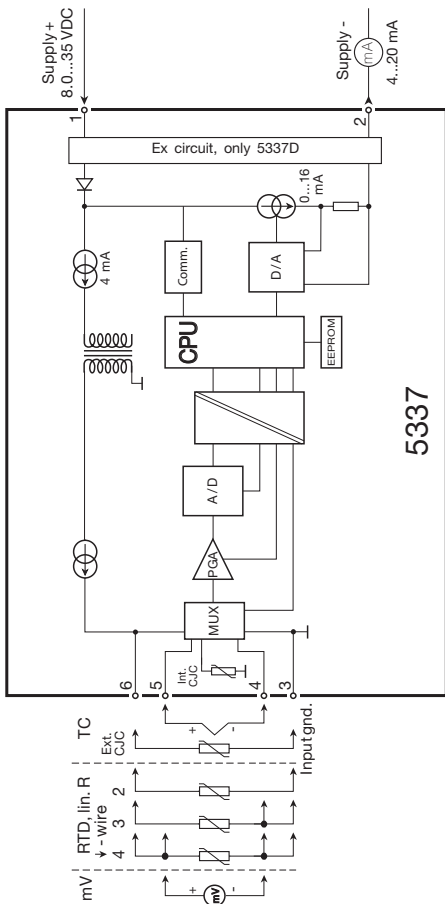 Supply +
8.0...35 VDC
Supply -
mA
4...20 mA
1
2
Ex circuit, only 5337D
4 mA
Comm.
0...16
mA
D/A
CPU
EEPROM
A/D
PGA
MUX
Int.
CJC
5337
6
5
4
3
TC
Ext.
CJC
+
-
Input gnd.
RTD, lin. R
- wire
2
3
4
mV
+
mV
-